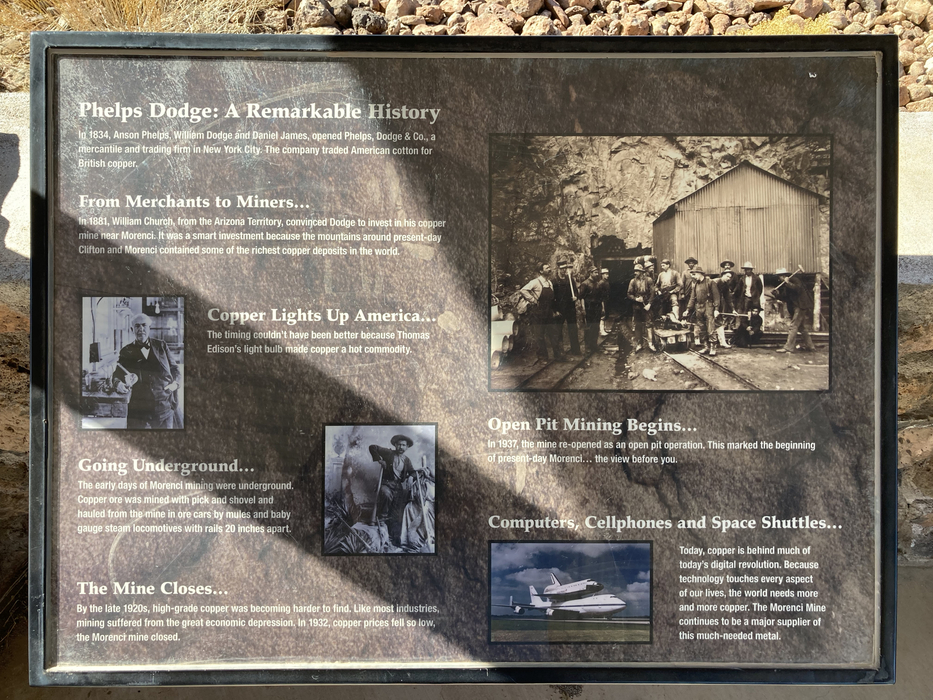 Phelps Dodge: A Remarkable History
In 1834, Anson Phelps, William Dodge and Daniel James, opened Phelps, Dodge & Co., a
mercantile and trading firm in New York City. The company traded American cotton for
British copper.
From Merchants to Miners...
In 1881, William Church, from the Arizona Territory, convinced Dodge to invest in his copper
mine near Morenci. It was a smart investment because the mountains around present-day
Clifton and Morenci contained some of the richest copper deposits in the world.
Copper Lights Up America...
The timing couldn't have been better because Thomas
Edison's light bulb made copper a hot commodity.
Going Underground...
The early days of Morenci mining were underground.
Copper ore was mined with pick and shovel and
hauled from the mine in ore cars by mules and baby
gauge steam locomotives with rails 20 inches apart.
The Mine Closes...
By the late 1920s, high-grade copper was becoming harder to find. Like most industries,
mining suffered from the great economic depression. In 1932, copper prices fell so low,
the Morenci mine closed.
Open Pit Mining Begins...
In 1937, the mine re-opened as an open pit operation. This marked the beginning
of present-day Morenci... the view before you.
Computers, Cellphones and Space Shuttles...
Today, copper is behind much of
today's digital revolution. Because
technology touches every aspect
of our lives, the world needs more
and more copper. The Morenci Mine
continues to be a major supplier of
this much-needed metal.